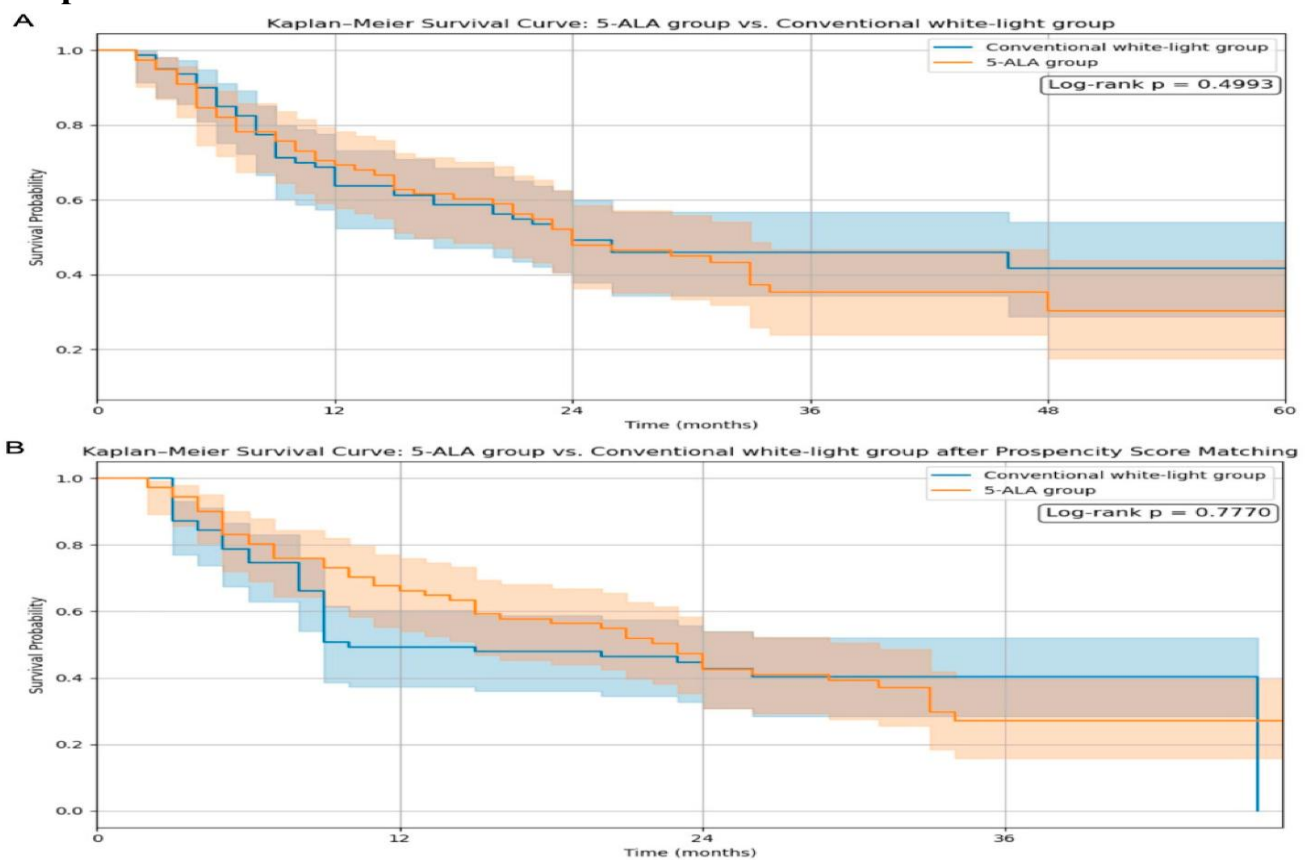 A
Kaplan–Meier Survival Curve: 5-ALA group vs. Conventional white-light group
Conventional white-light group
5-ALA group
Log-rank p = 0.4993
Survival Probability
1.0
0.8
0.6
0.4
0.2
0
12
24
36
48
60
Time (months)
B
Kaplan–Meier Survival Curve: 5-ALA group vs. Conventional white-light group after Prospencity Score Matching
Conventional white-light group
5-ALA group
Log-rank p = 0.7770
Survival Probability
1.0
0.8
0.6
0.4
0.2
0.0
0
12
24
36
Time (months)